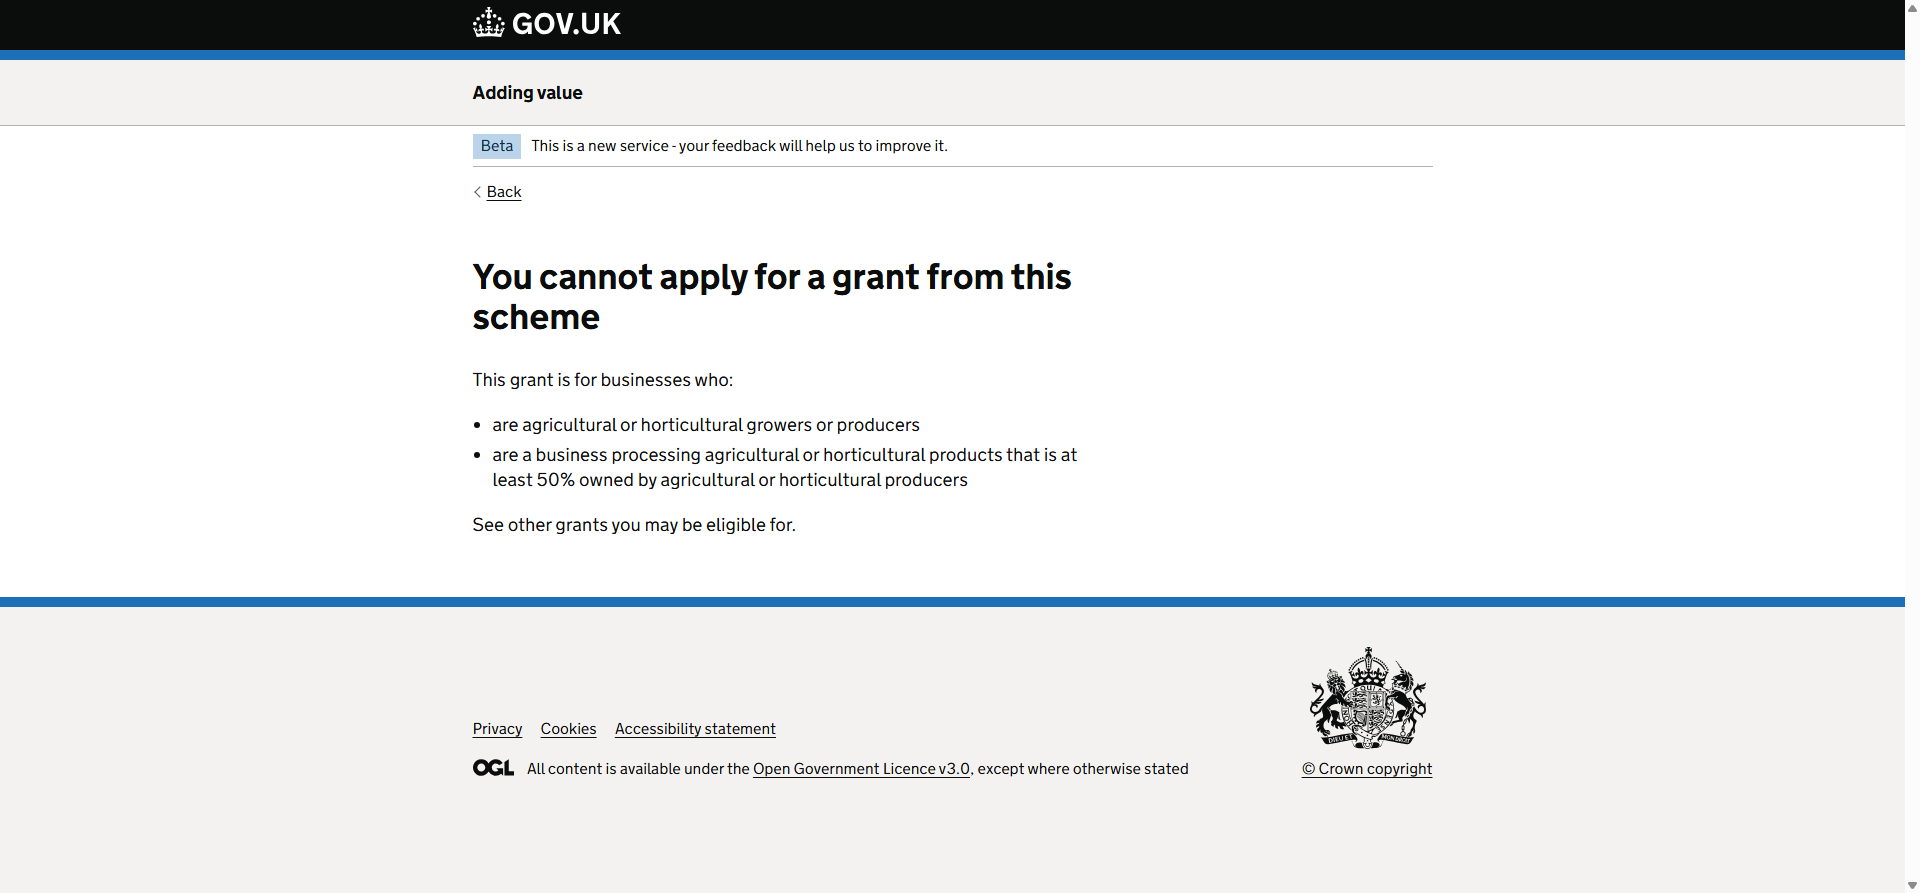 GOV.UK
Adding value
Beta This is a new service - your feedback will help us to improve it.
Back
You cannot apply for a grant from this
scheme
This grant is for businesses who:
• are agricultural or horticultural growers or producers
• are a business processing agricultural or horticultural products that is at
least 50% owned by agricultural or horticultural producers
See other grants you may be eligible for.
Privacy Cookies Accessibility statement
OGL All content is available under the Open Government Licence v3.0, except where otherwise stated
© Crown copyright